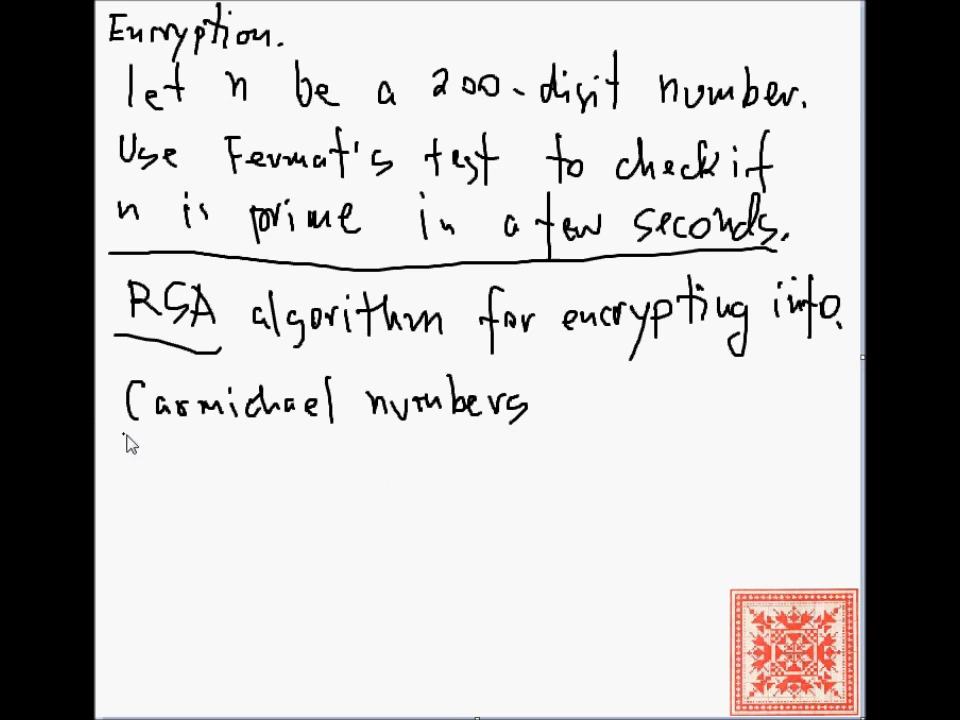 Encryption.
let n be a 200-digit number.
Use Fermat's test to check if
n is prime in a few seconds.
RSA algorithm for encrypting info.
Carmichael numbers